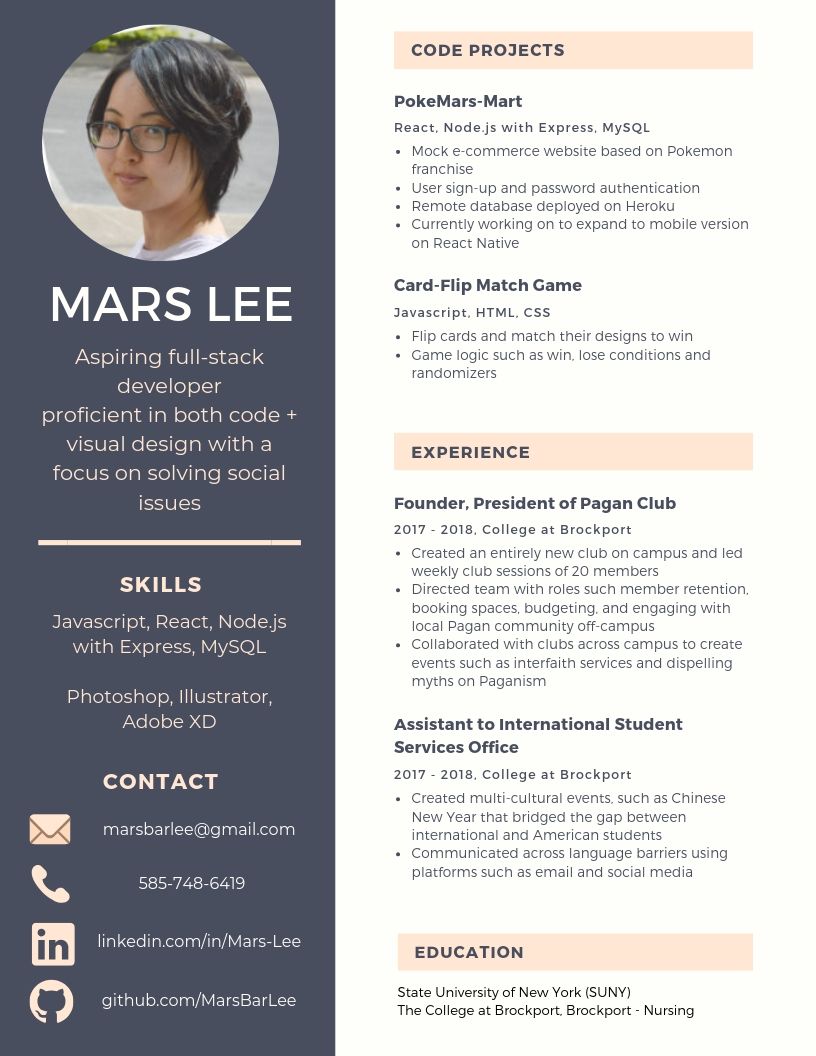 MARS LEE
Aspiring full-stack
developer
proficient in both code +
visual design with a
focus on solving social
issues
SKILLS
Javascript, React, Node.js
with Express, MySQL
Photoshop, Illustrator,
Adobe XD
CONTACT
marsbarlee@gmail.com
585-748-6419
linkedin.com/in/Mars-Lee
github.com/MarsBarLee
CODE PROJECTS
PokeMars-Mart
React, Node.js with Express, MySQL
• Mock e-commerce website based on Pokemon
franchise
• User sign-up and password authentication
• Remote database deployed on Heroku
• Currently working on to expand to mobile version
on React Native
Card-Flip Match Game
Javascript, HTML, CSS
• Flip cards and match their designs to win
• Game logic such as win, lose conditions and
randomizers
EXPERIENCE
Founder, President of Pagan Club
2017 - 2018, College at Brockport
• Created an entirely new club on campus and led
weekly club sessions of 20 members
• Directed team with roles such member retention,
booking spaces, budgeting, and engaging with
local Pagan community off-campus
• Collaborated with clubs across campus to create
events such as interfaith services and dispelling
myths on Paganism
Assistant to International Student
Services Office
2017 - 2018, College at Brockport
• Created multi-cultural events, such as Chinese
New Year that bridged the gap between
international and American students
• Communicated across language barriers using
platforms such as email and social media
EDUCATION
State University of New York (SUNY)
The College at Brockport, Brockport - Nursing